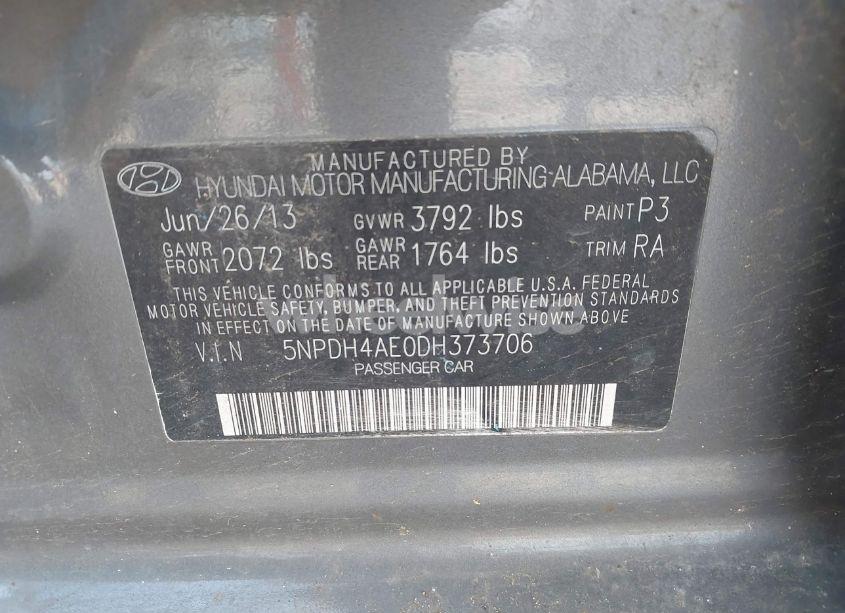 MANUFACTURED BY
HYUNDAI MOTOR MANUFACTURING-ALABAMA, LLC
Jun/26/13 GVWR 3792 lbs PAINT P3
GAWR FRONT 2072 lbs GAWR REAR 1764 lbs TRIM RA
THIS VEHICLE CONFORMS TO ALL APPLICABLE U.S.A. FEDERAL
MOTOR VEHICLE SAFETY, BUMPER, AND THEFT PREVENTION STANDARDS
IN EFFECT ON THE DATE OF MANUFACTURE SHOWN ABOVE
V.I.N 5NPDH4AE0DH373706
PASSENGER CAR